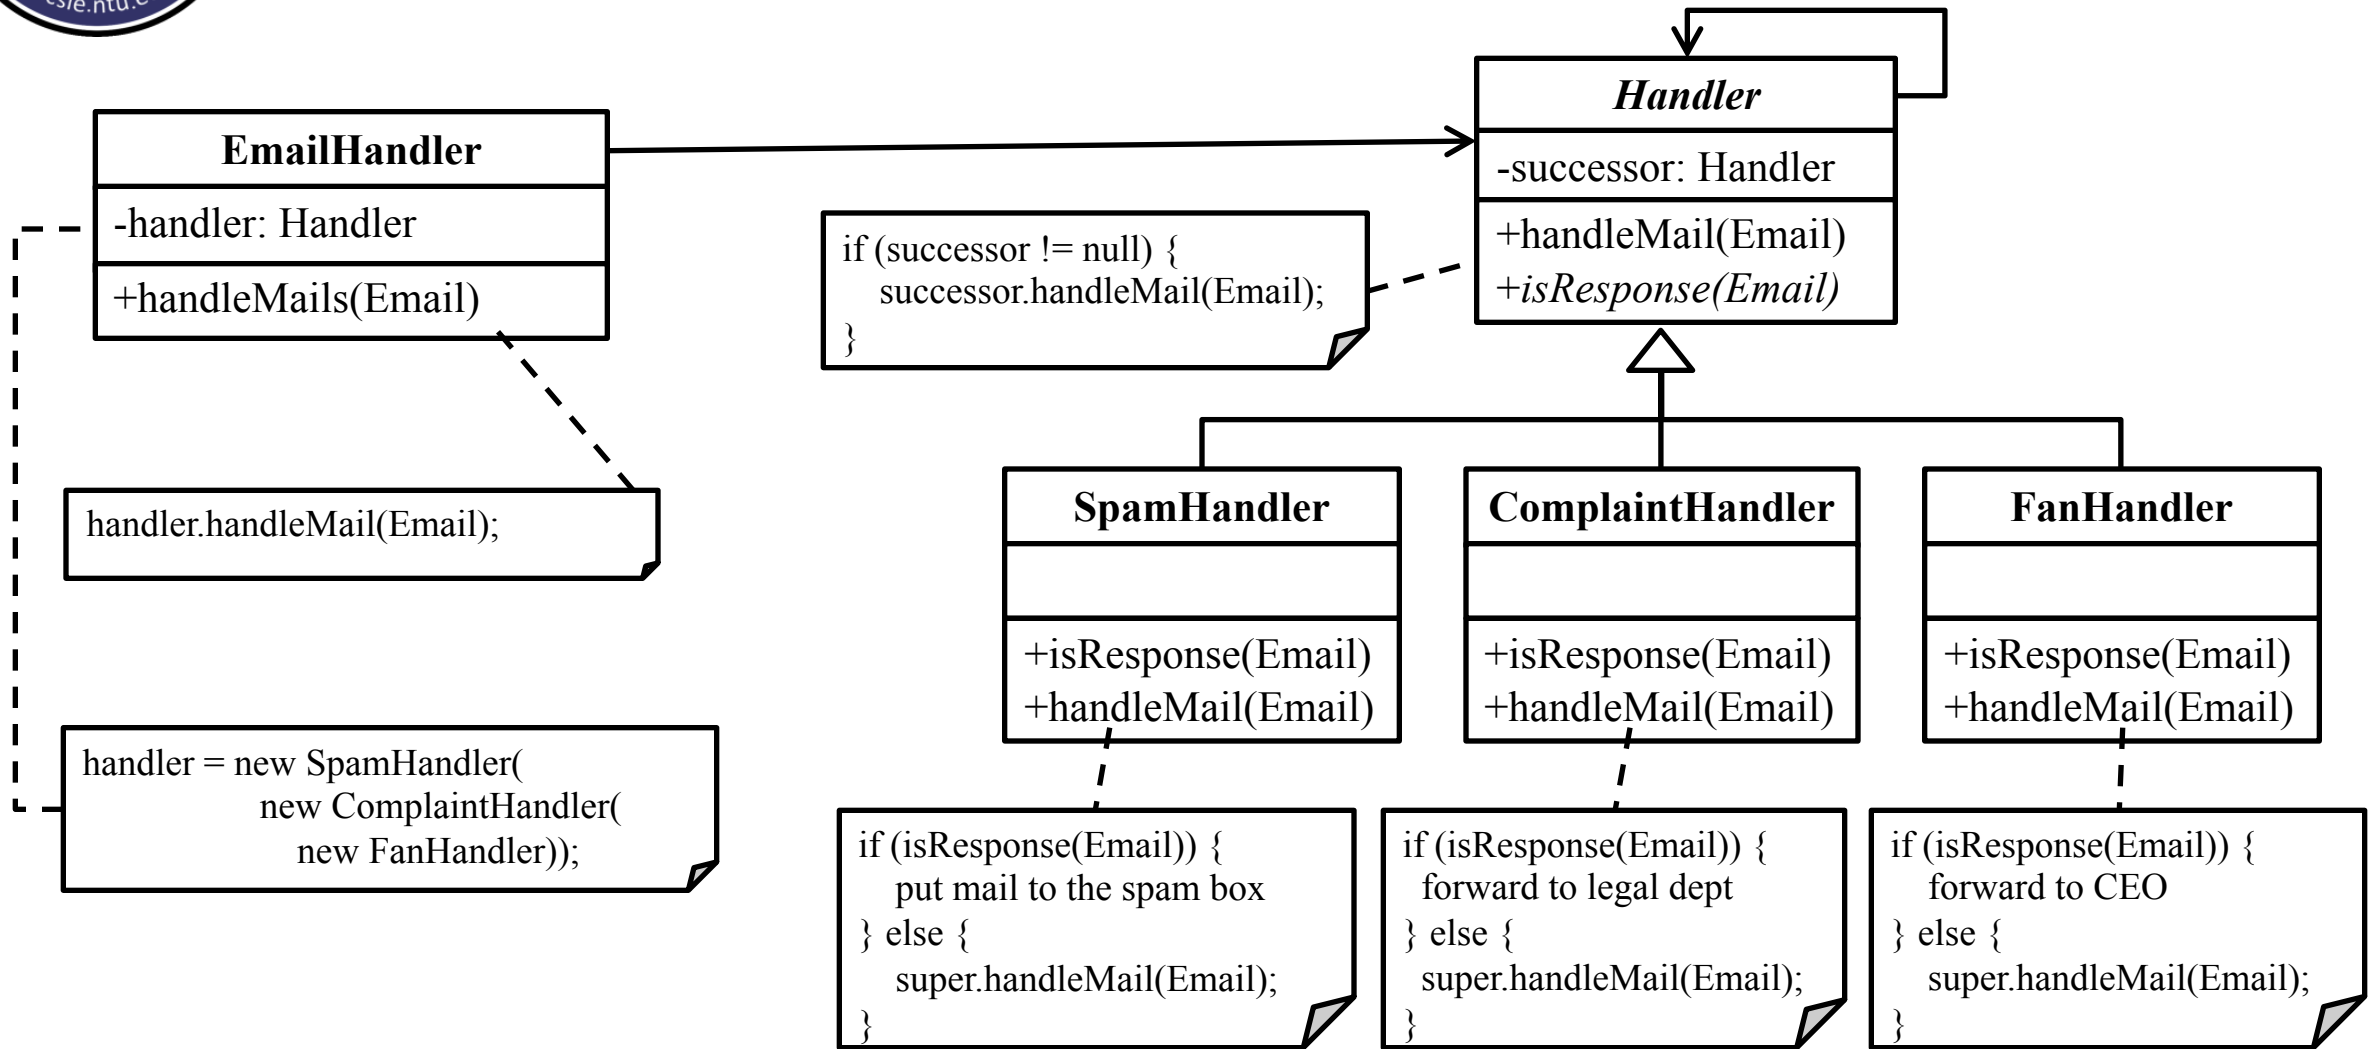 csie.ntu.e
EmailHandler
-handler: Handler
+handleMails(Email)
handler.handleMail(Email);
handler = new SpamHandler(
new ComplaintHandler(
new FanHandler));
Handler
-successor: Handler
+handleMail(Email)
+isResponse(Email)
if (successor != null) {
successor.handleMail(Email);
}
SpamHandler
+isResponse(Email)
+handleMail(Email)
if (isResponse(Email)) {
put mail to the spam box
} else {
super.handleMail(Email);
}
ComplaintHandler
+isResponse(Email)
+handleMail(Email)
if (isResponse(Email)) {
forward to legal dept
} else {
super.handleMail(Email);
}
FanHandler
+isResponse(Email)
+handleMail(Email)
if (isResponse(Email)) {
forward to CEO
} else {
super.handleMail(Email);
}